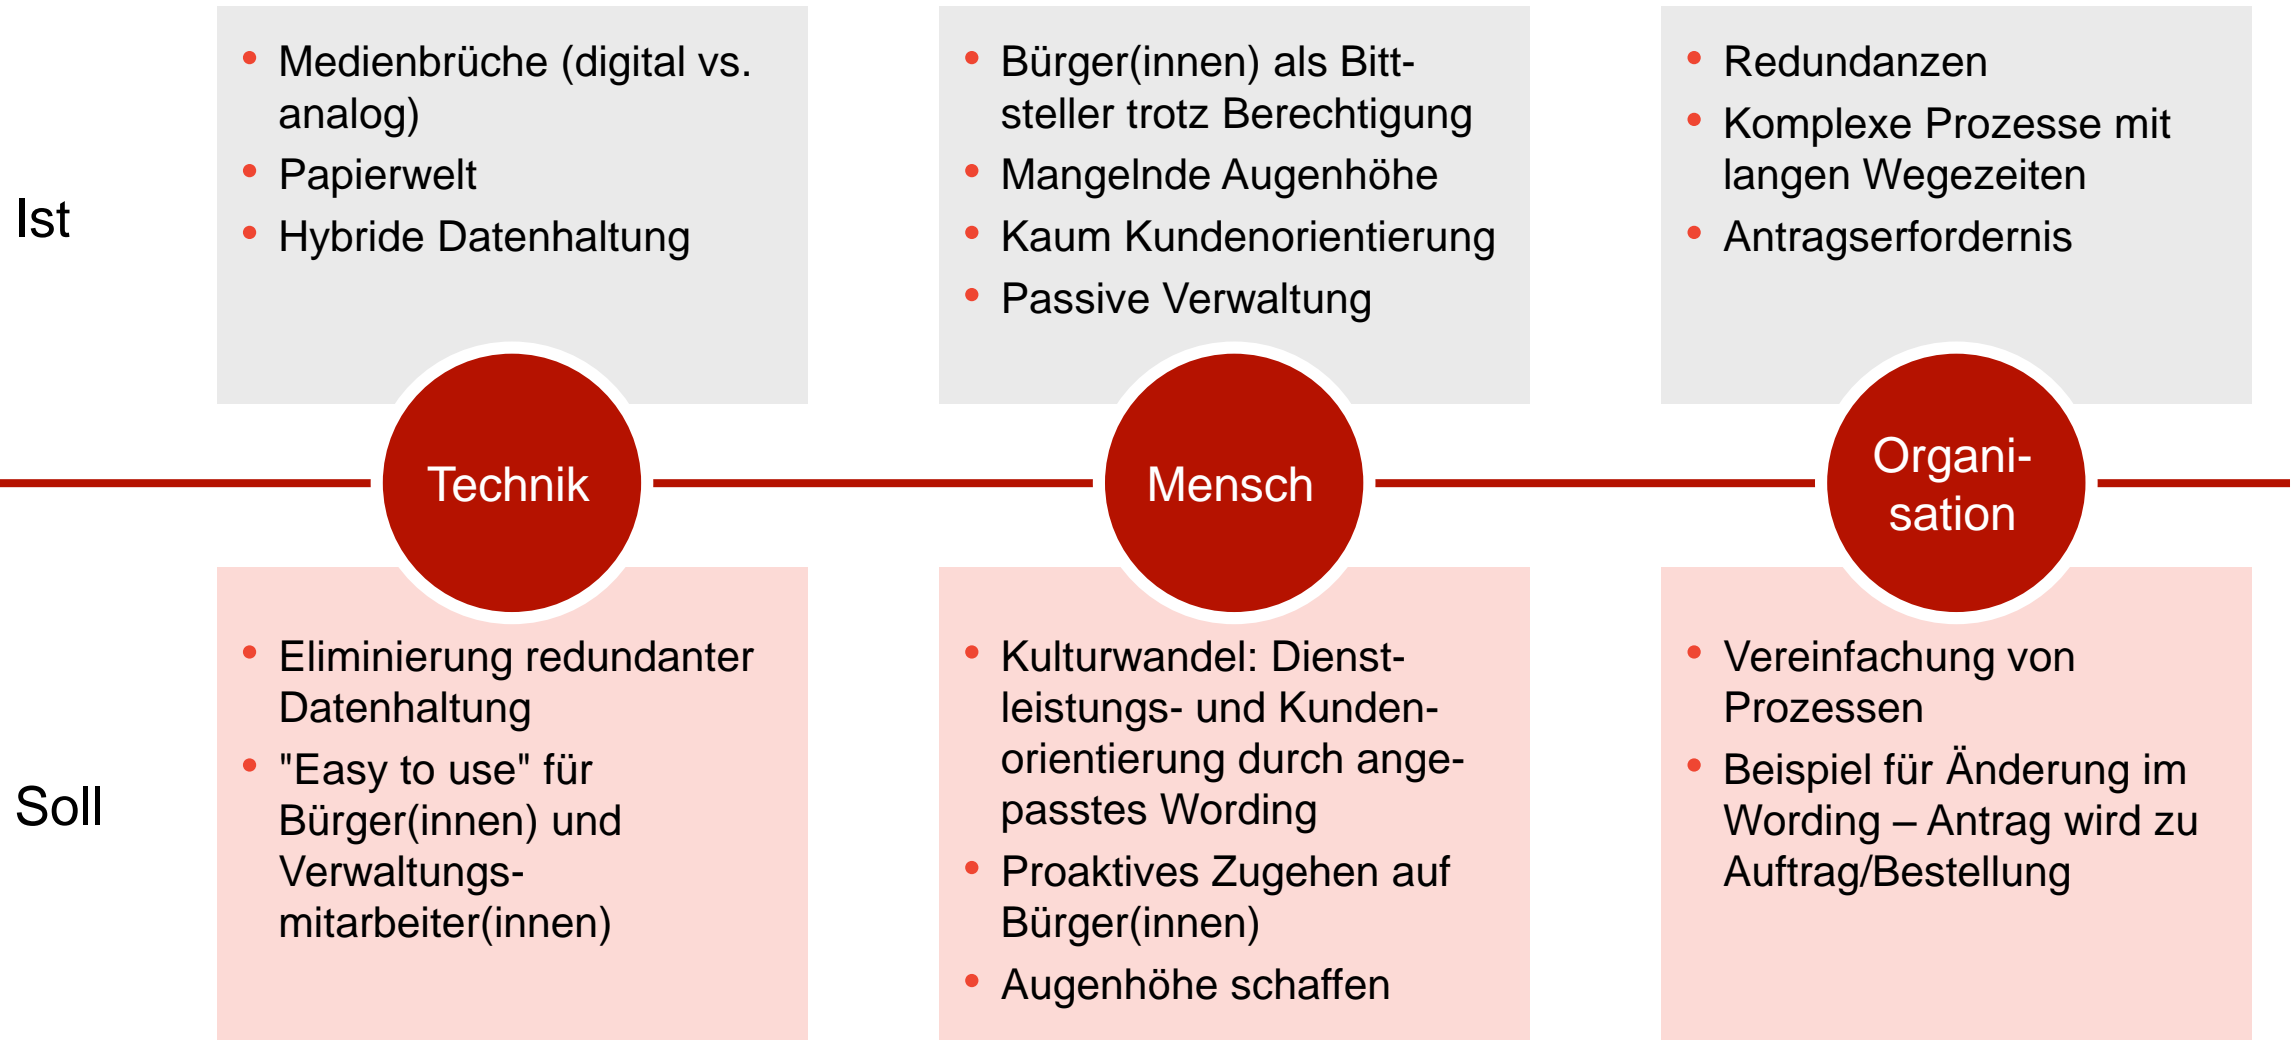 Ist
• Medienbrüche (digital vs.
analog)
• Papierwelt
• Hybride Datenhaltung
• Bürger(innen) als Bitt-
steller trotz Berechtigung
• Mangelnde Augenhöhe
• Kaum Kundenorientierung
• Passive Verwaltung
• Redundanzen
• Komplexe Prozesse mit
langen Wegezeiten
• Antragserfordernis
Technik
Mensch
Organi-
sation
Soll
• Eliminierung redundanter
Datenhaltung
• "Easy to use" für
Bürger(innen) und
Verwaltungs-
mitarbeiter(innen)
• Kulturwandel: Dienst-
leistungs- und Kunden-
orientierung durch ange-
passtes Wording
• Proaktives Zugehen auf
Bürger(innen)
• Augenhöhe schaffen
• Vereinfachung von
Prozessen
• Beispiel für Änderung im
Wording – Antrag wird zu
Auftrag/Bestellung